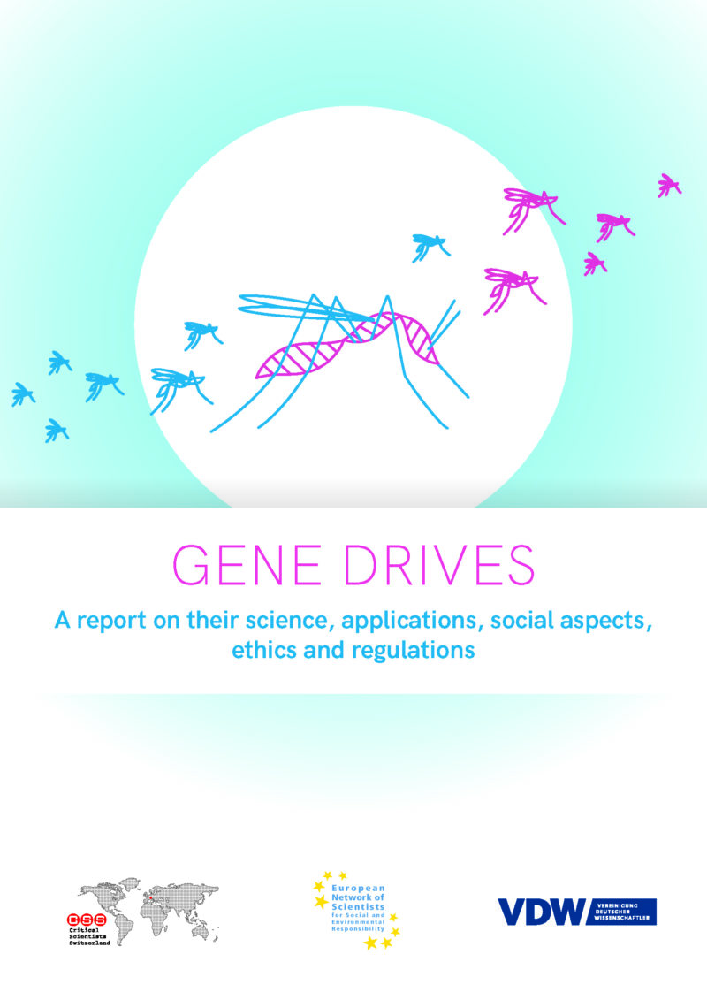 GENE DRIVES
A report on their science, applications, social aspects,
ethics and regulations
CSS
Critical
Scientists
Switzerland
European
Network of
Scientists
for Social and
Environmental
Responsibility
VDW
VEREINIGUNG
DEUTSCHER
WISSENSCHAFTLER